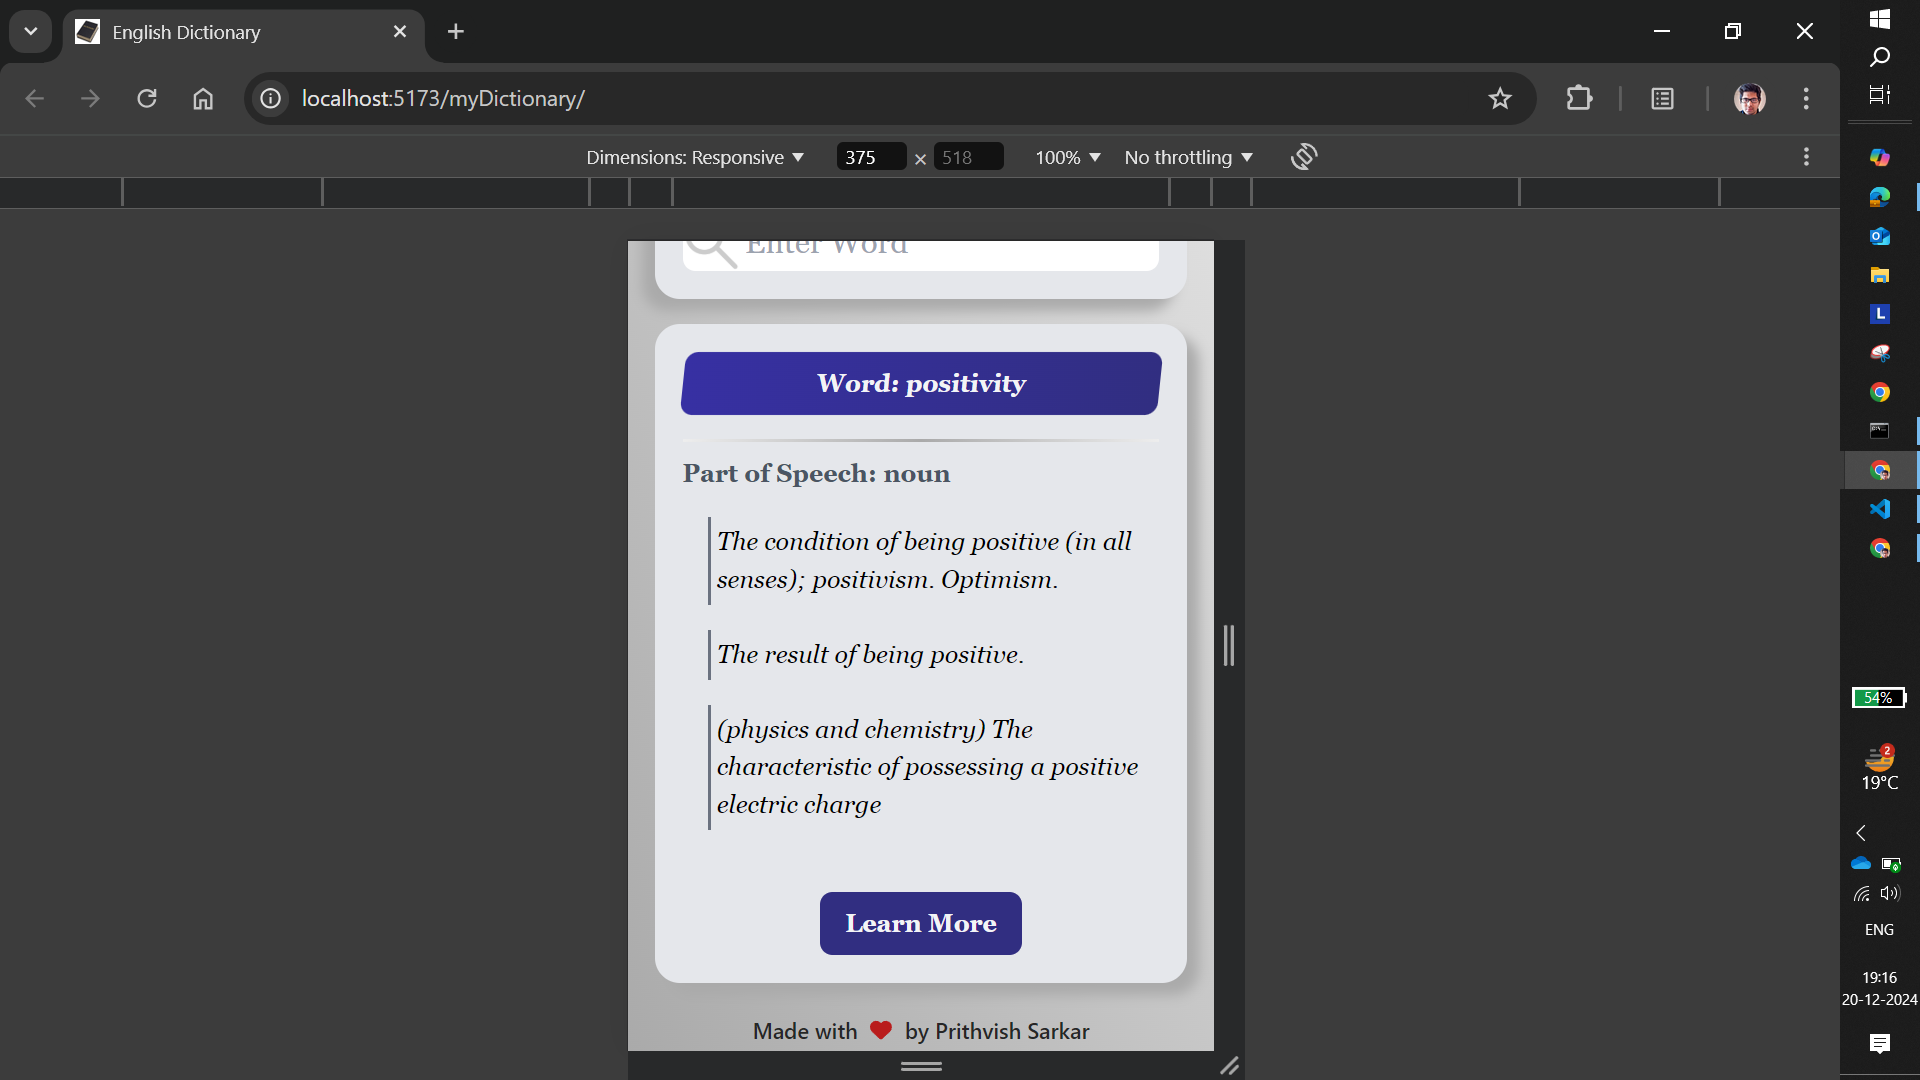 English Dictionary
localhost:5173/myDictionary/
Dimensions: Responsive 375 × 518 100% No throttling
Enter Word
Word: positivity
Part of Speech: noun
The condition of being positive (in all
senses); positivism. Optimism.
The result of being positive.
(physics and chemistry) The
characteristic of possessing a positive
electric charge
Learn More
Made with by Prithvish Sarkar
L
54%
2
19°C
ENG
19:16
20-12-2024